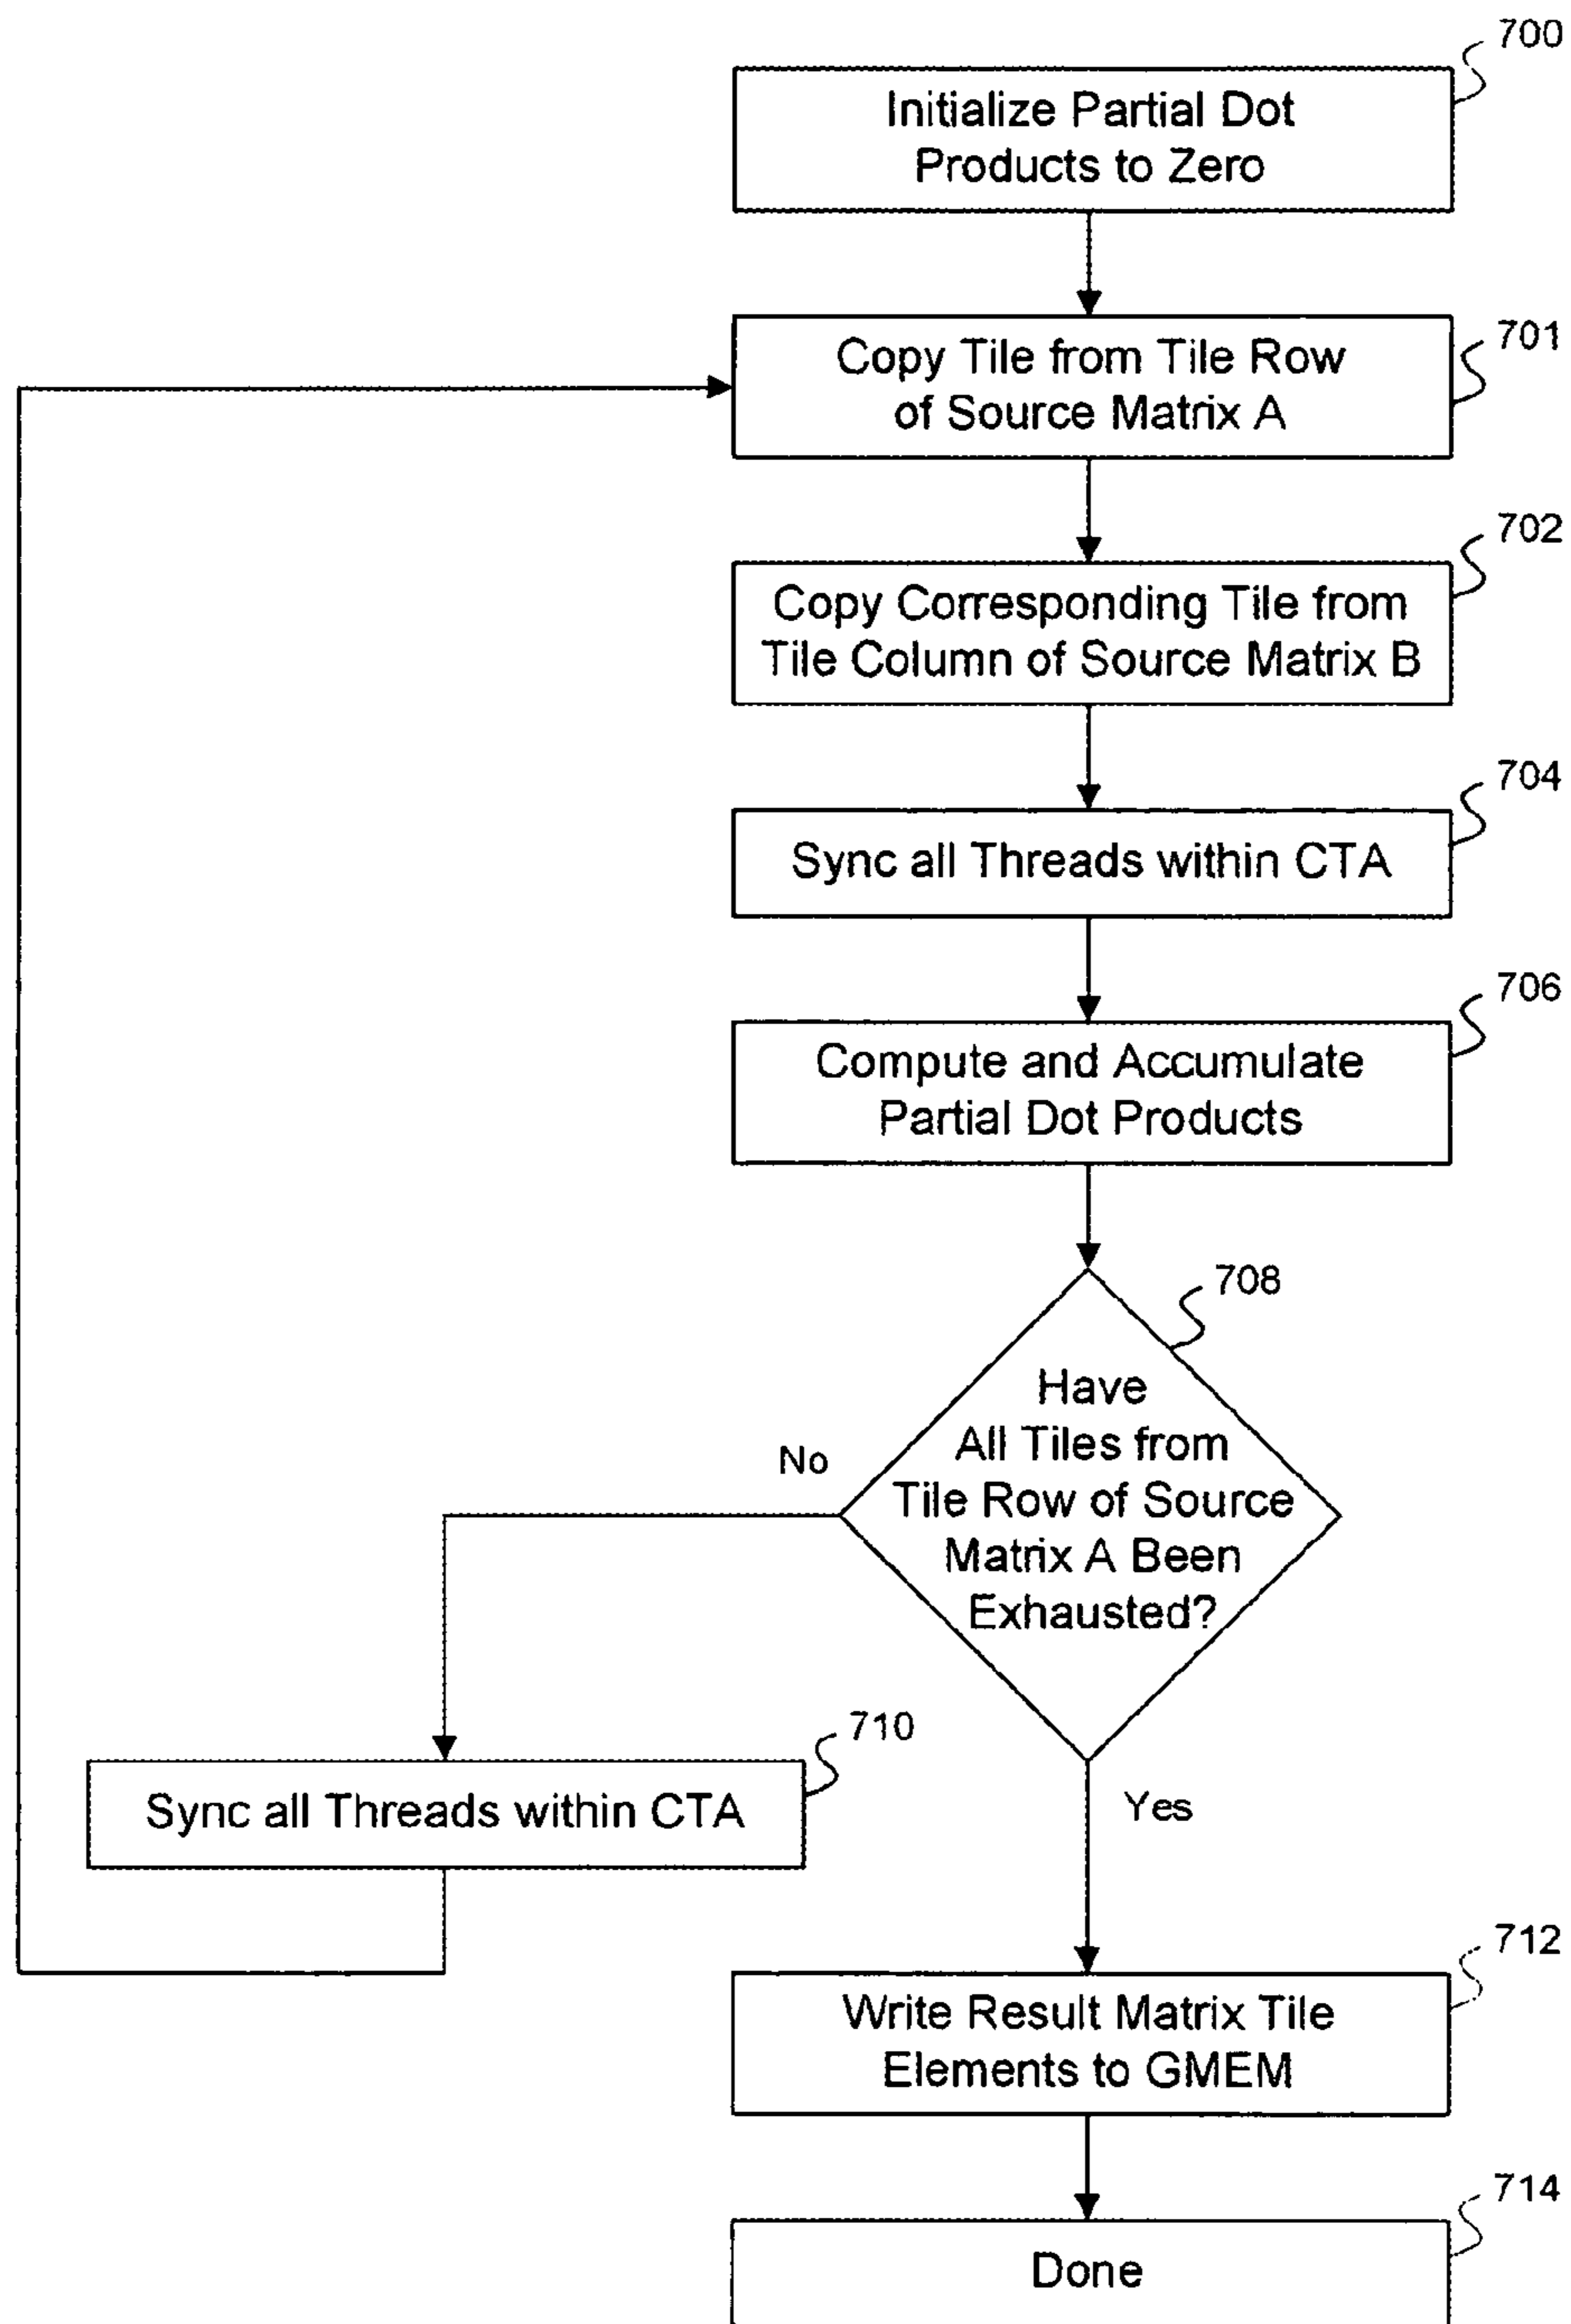 700
Initialize Partial Dot
Products to Zero
701
Copy Tile from Tile Row
of Source Matrix A
702
Copy Corresponding Tile from
Tile Column of Source Matrix B
704
Sync all Threads within CTA
706
Compute and Accumulate
Partial Dot Products
708
Have
All Tiles from
Tile Row of Source
Matrix A Been
Exhausted?
No
710
Sync all Threads within CTA
Yes
712
Write Result Matrix Tile
Elements to GMEM
714
Done